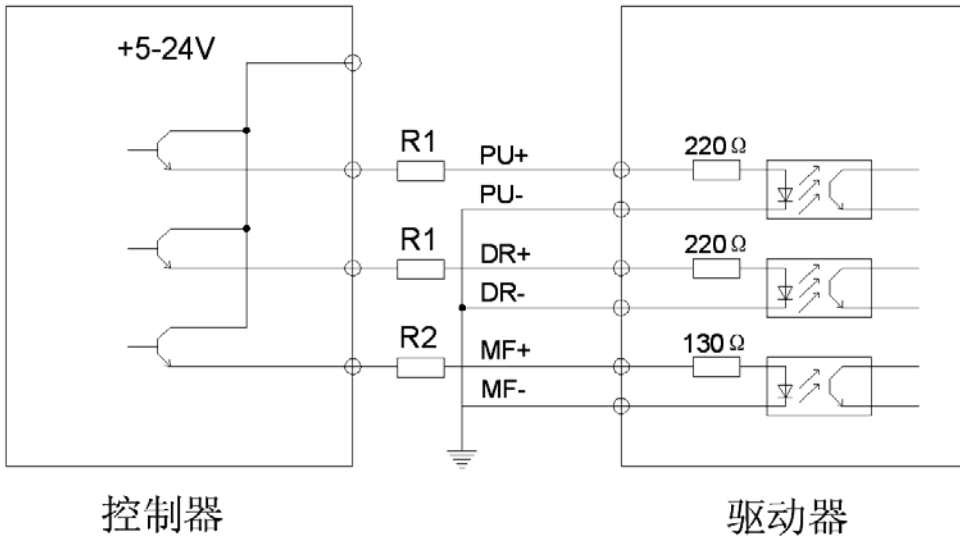 +5-24V
R1
PU+
220Ω
PU-
R1
DR+
220Ω
DR-
R2
MF+
130Ω
MF-
控制器
驱动器